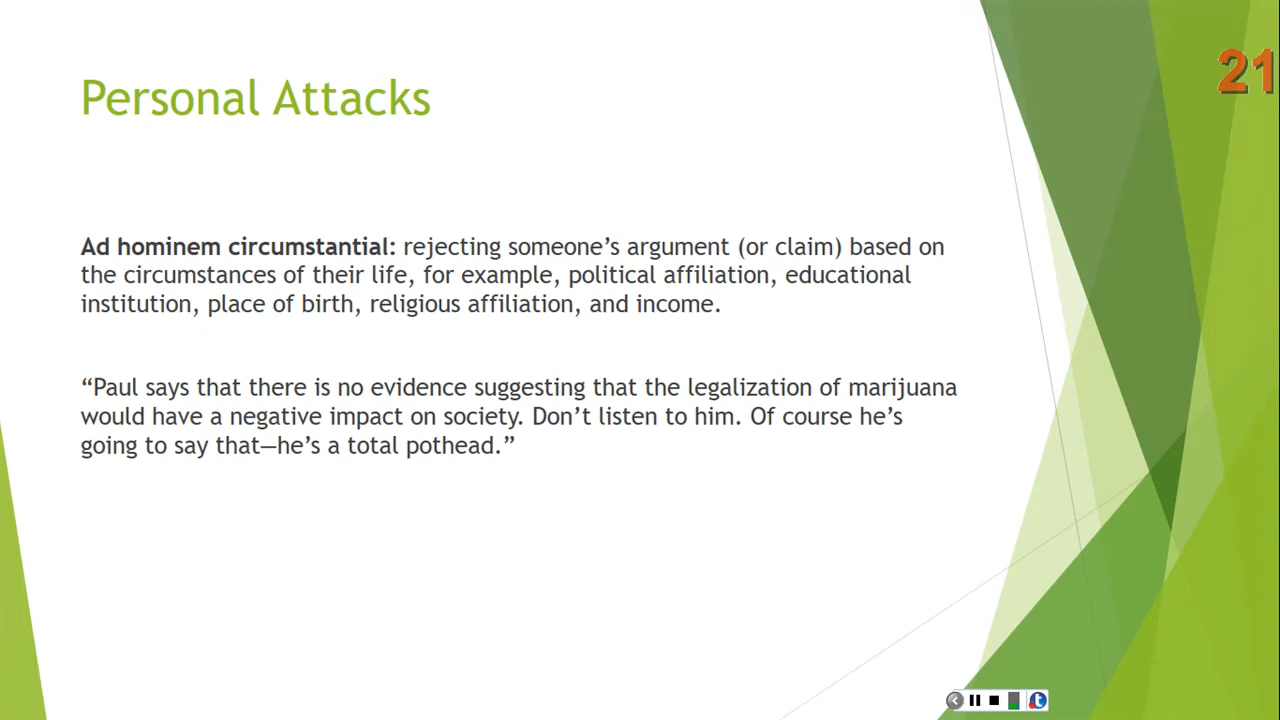 Personal Attacks
21
Ad hominem circumstantial: rejecting someone’s argument (or claim) based on
the circumstances of their life, for example, political affiliation, educational
institution, place of birth, religious affiliation, and income.
“Paul says that there is no evidence suggesting that the legalization of marijuana
would have a negative impact on society. Don’t listen to him. Of course he’s
going to say that—he’s a total pothead.”
t